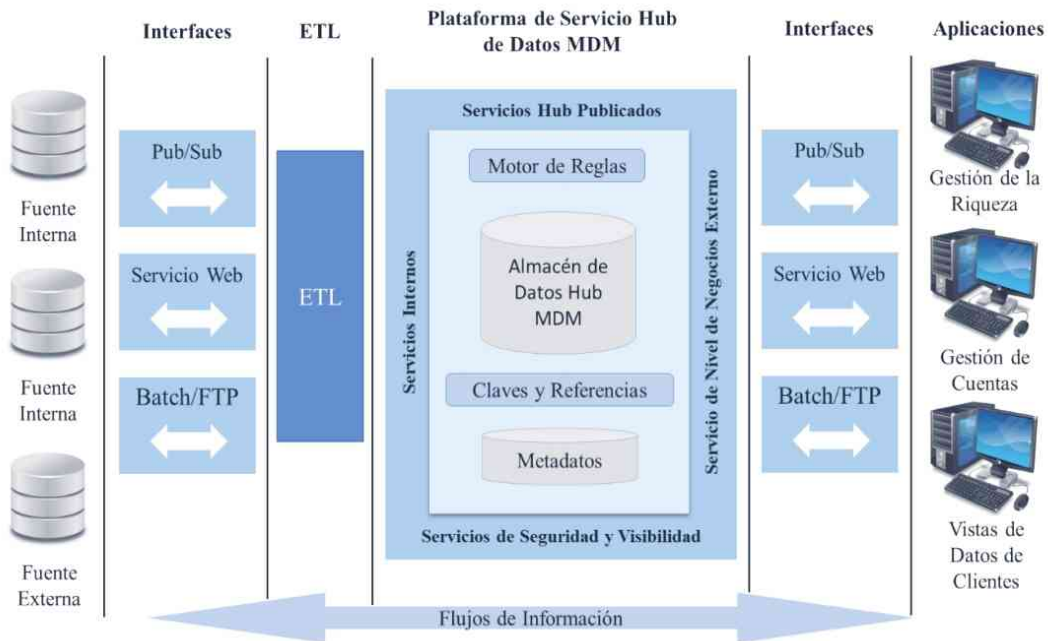 Interfaces
ETL
Plataforma de Servicio Hub
de Datos MDM
Interfaces
Aplicaciones
Fuente
Interna
Fuente
Interna
Fuente
Externa
Pub/Sub
Servicio Web
Batch/FTP
ETL
Servicios Hub Publicados
Servicios Internos
Motor de Reglas
Almacén de
Datos Hub
MDM
Claves y Referencias
Metadatos
Servicio de Nivel de Negocios Externo
Servicios de Seguridad y Visibilidad
Pub/Sub
Servicio Web
Batch/FTP
Gestión de la
Riqueza
Gestión de
Cuentas
Vistas de
Datos de
Clientes
Flujos de Información